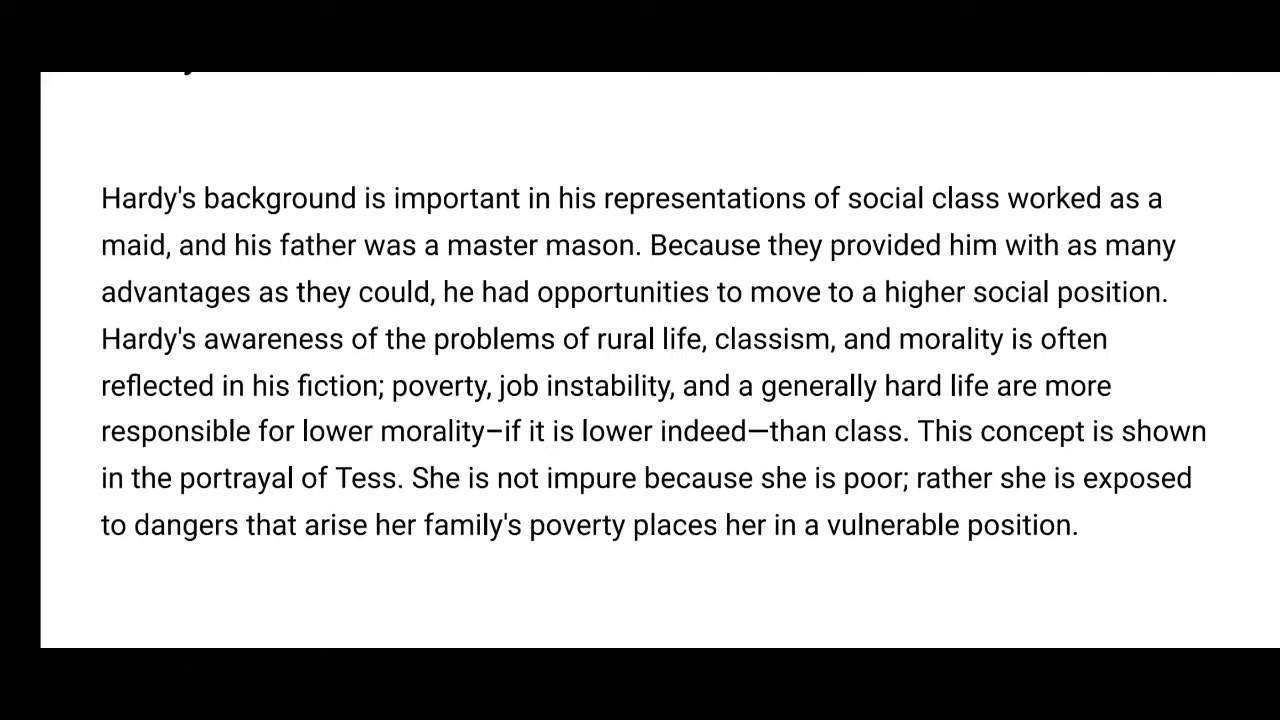 Hardy's background is important in his representations of social class worked as a
maid, and his father was a master mason. Because they provided him with as many
advantages as they could, he had opportunities to move to a higher social position.
Hardy's awareness of the problems of rural life, classism, and morality is often
reflected in his fiction; poverty, job instability, and a generally hard life are more
responsible for lower morality–if it is lower indeed—than class. This concept is shown
in the portrayal of Tess. She is not impure because she is poor; rather she is exposed
to dangers that arise her family's poverty places her in a vulnerable position.